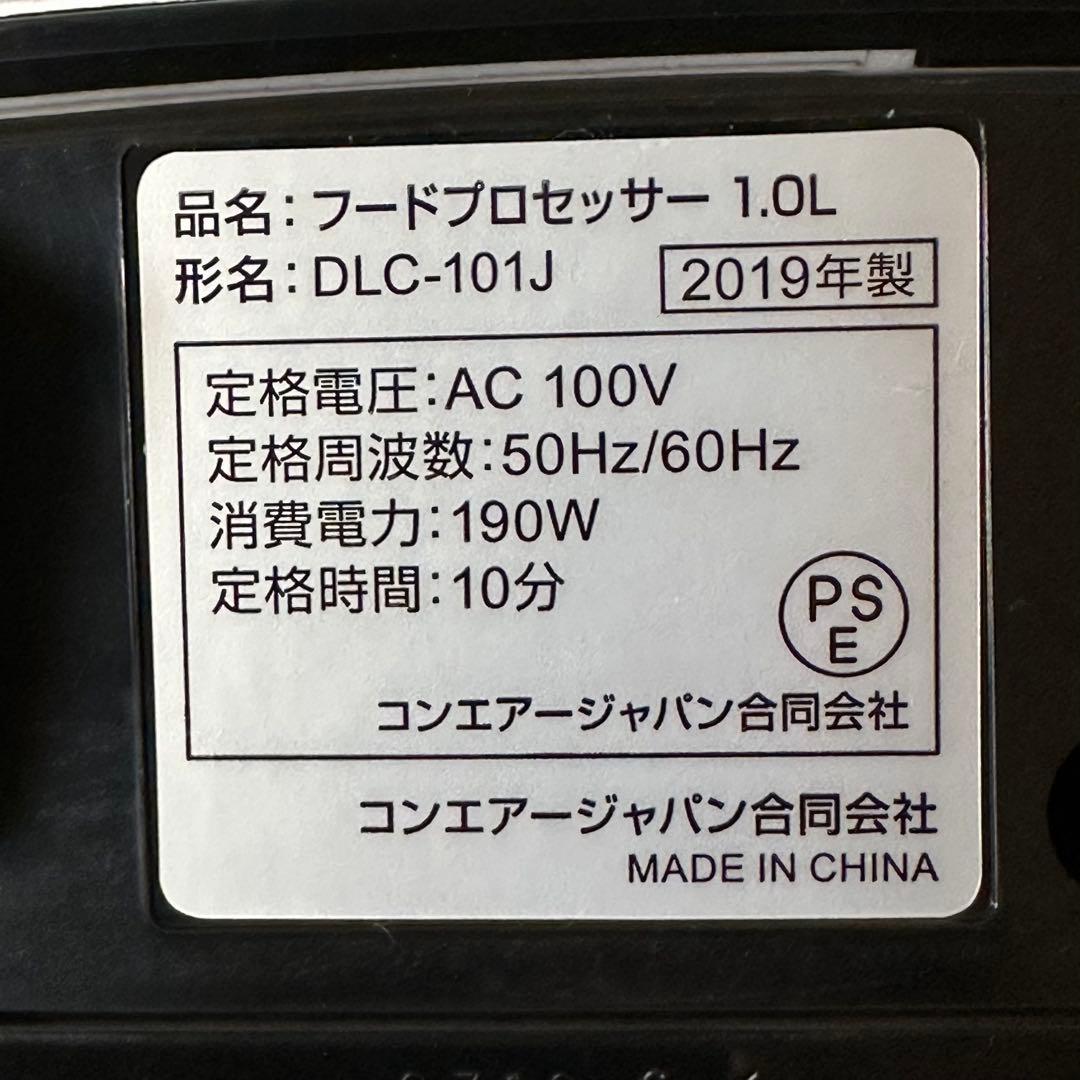 品名：フードプロセッサー 1.0L
形名：DLC-101J
2019年製
定格電圧：AC 100V
定格周波数：50Hz/60Hz
消費電力：190W
定格時間：10分
PS
E
コンエアージャパン合同会社
コンエアージャパン合同会社
MADE IN CHINA